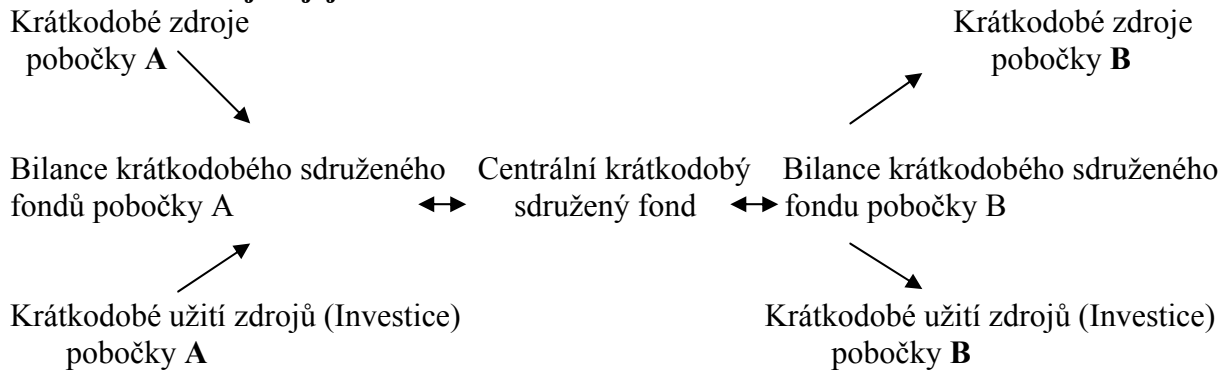 Krátkodobé zdroje
pobočky A
Krátkodobé zdroje
pobočky B
Bilance krátkodobého sdruženého
fondů pobočky A
Centrální krátkodobý
sdružený fond
Bilance krátkodobého sdruženého
fondu pobočky B
Krátkodobé užití zdrojů (Investice)
pobočky A
Krátkodobé užití zdrojů (Investice)
pobočky B